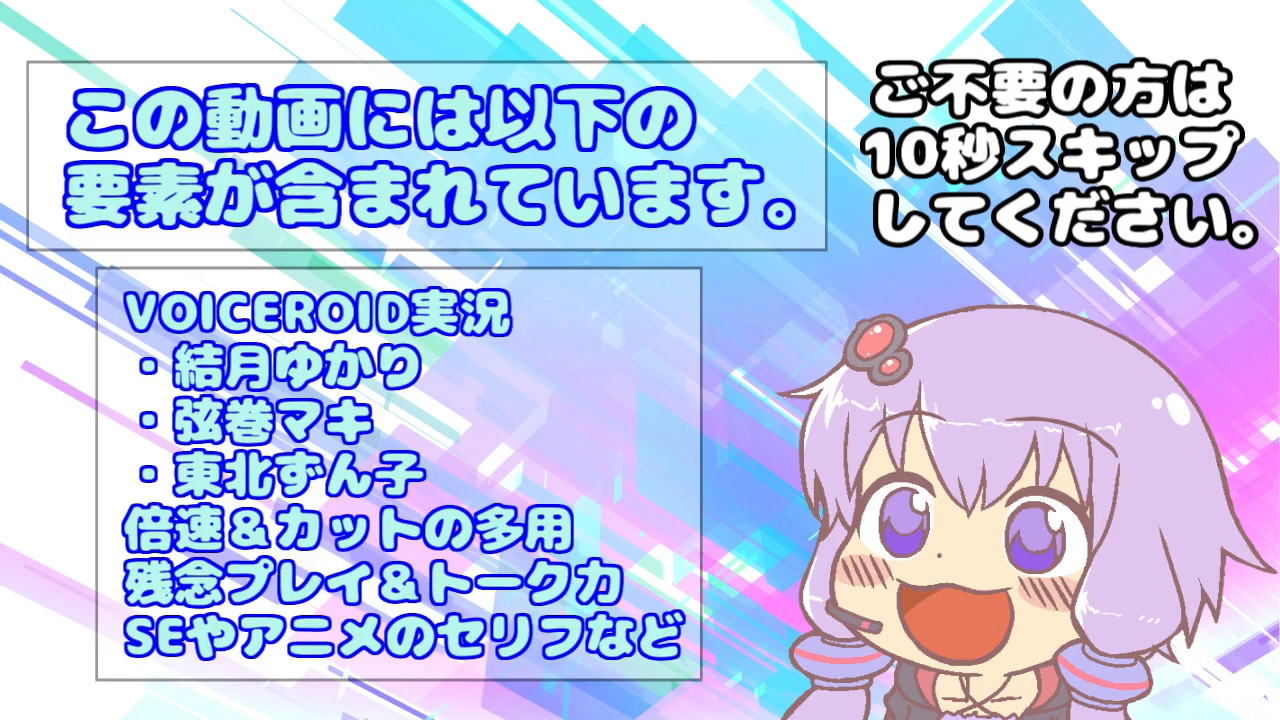 この動画には以下の
要素が含まれています。
ご不要の方は
10秒スキップ
してください。
VOICEROID実況
・結月ゆかり
・弦巻マキ
・東北ずん子
倍速&カットの多用
残念プレイ&トーク力
SEやアニメのセリフなど